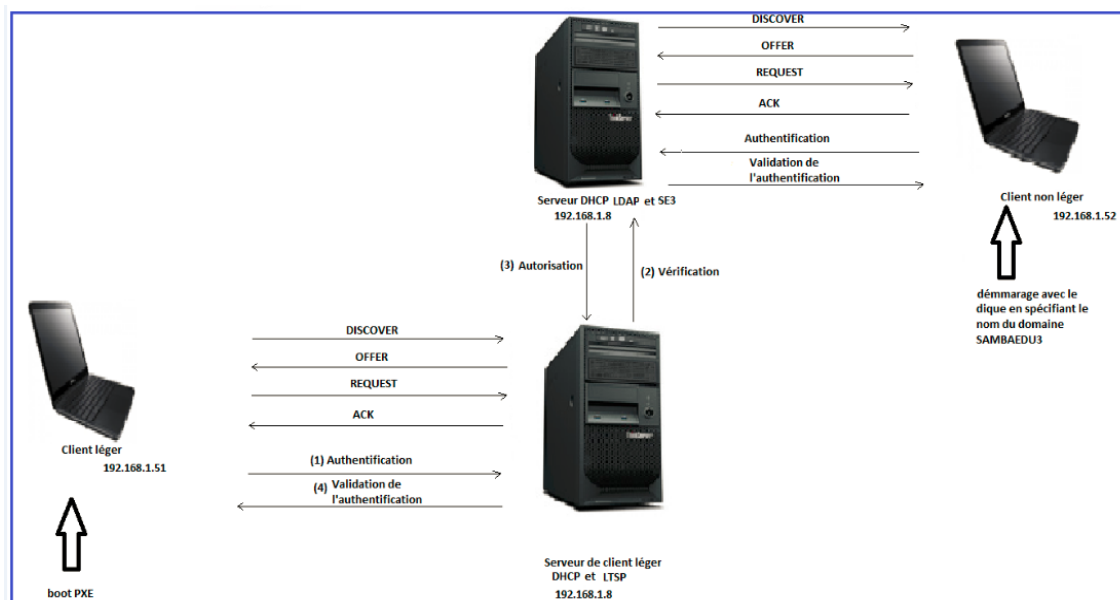 DISCOVER
OFFER
REQUEST
ACK
Authentification
Validation de
l'authentification
Serveur DHCP LDAP et SE3
192.168.1.8
Client non léger
192.168.1.52
(3) Autorisation
(2) Vérification
démmarage avec le
dique en spécifiant le
nom du domaine
SAMBAEDU3
DISCOVER
OFFER
REQUEST
ACK
Client léger
192.168.1.51
(1) Authentification
(4) Validation de
l'authentification
boot PXE
Serveur de client léger
DHCP et LTSP
192.168.1.8